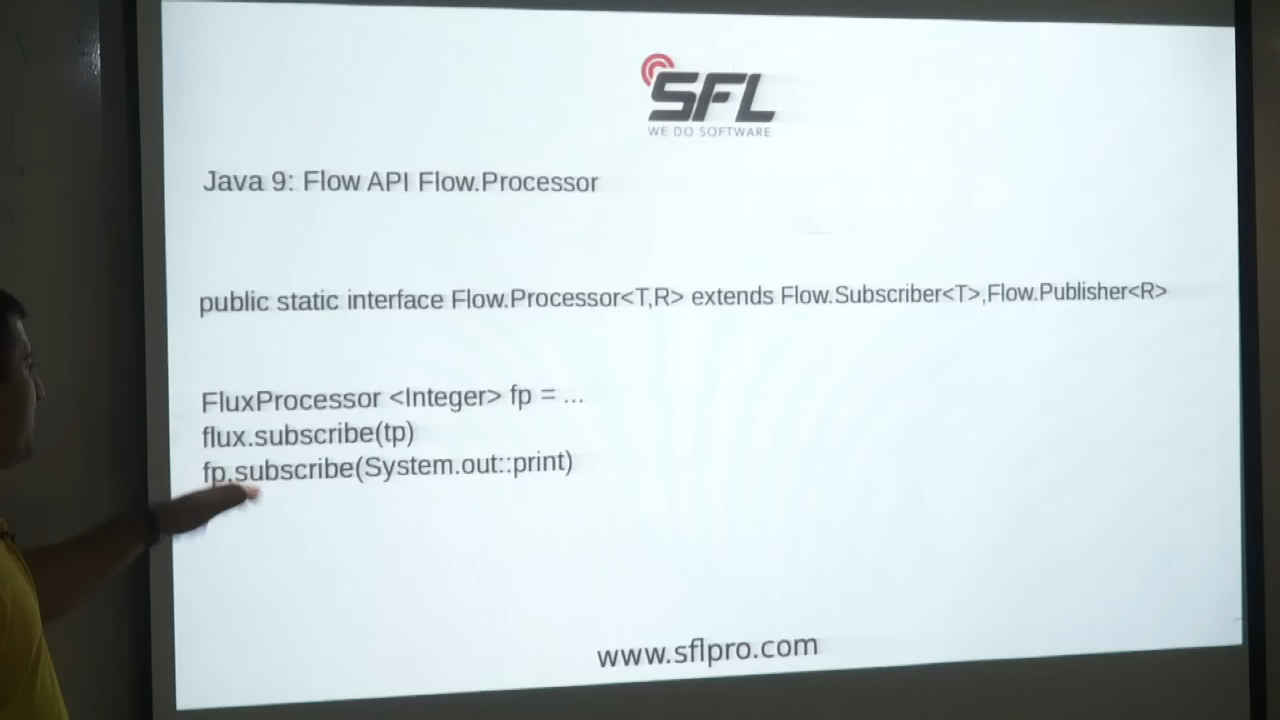 SFL
WE DO SOFTWARE
Java 9: Flow API Flow.Processor
public static interface Flow.Processor<T,R> extends Flow.Subscriber<T>,Flow.Publisher<R>
FluxProcessor <Integer> fp = ...
flux.subscribe(tp)
fp.subscribe(System.out::print)
www.sflpro.com